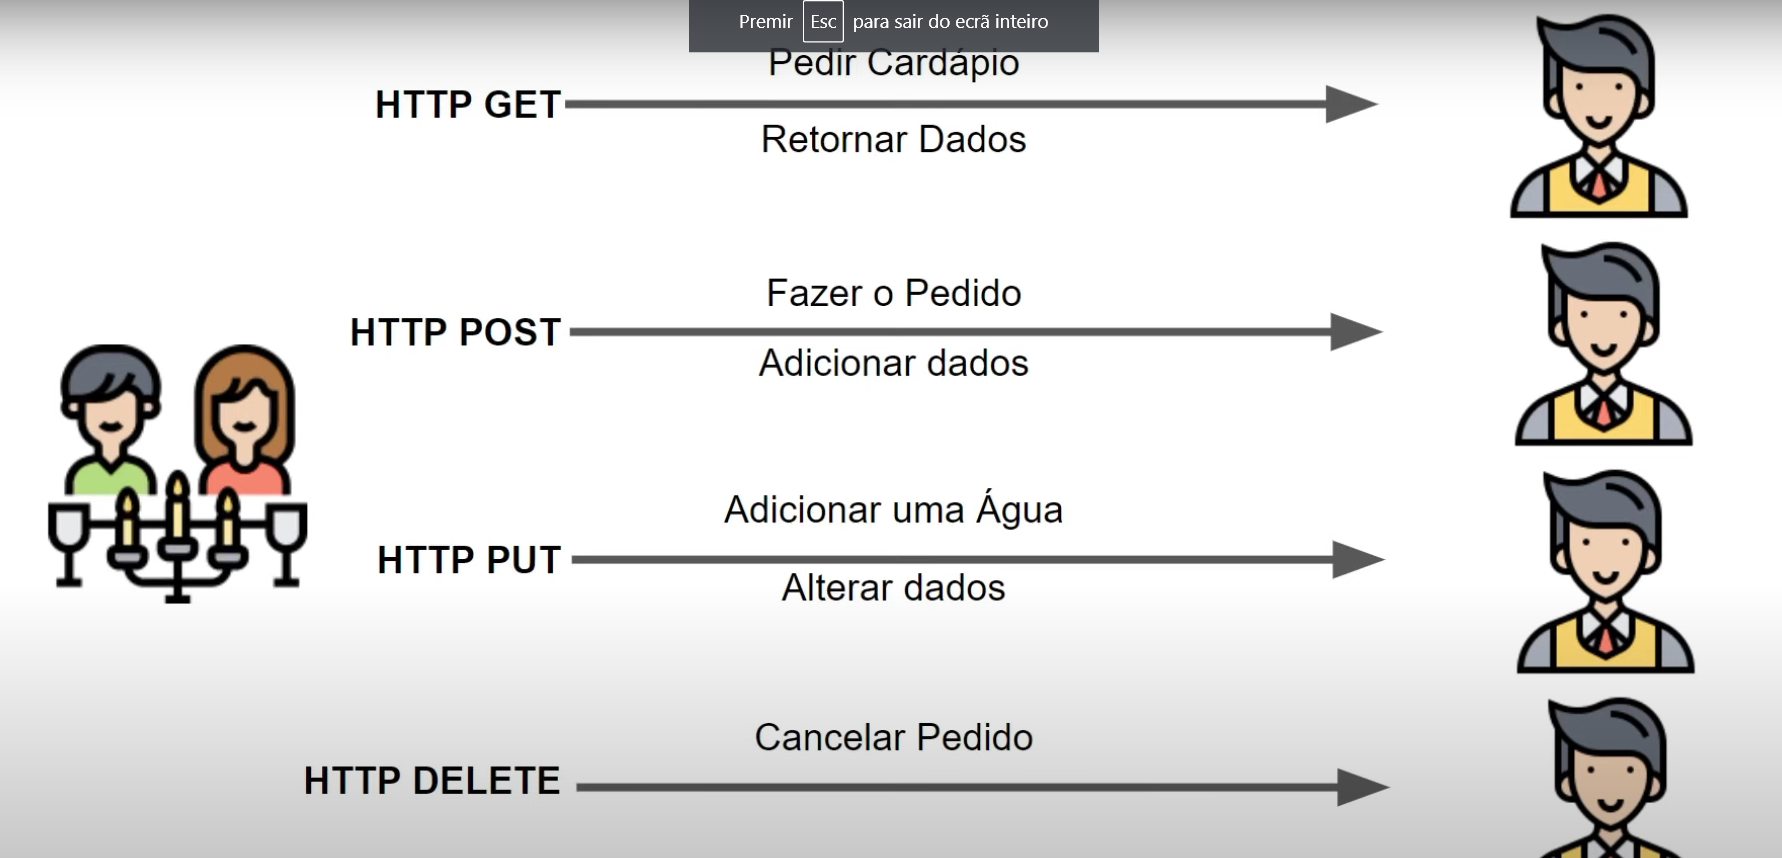 Premir Esc para sair do ecrã inteiro
Pedir Cardápio
HTTP GET
Retornar Dados
Fazer o Pedido
HTTP POST
Adicionar dados
Adicionar uma Água
HTTP PUT
Alterar dados
Cancelar Pedido
HTTP DELETE